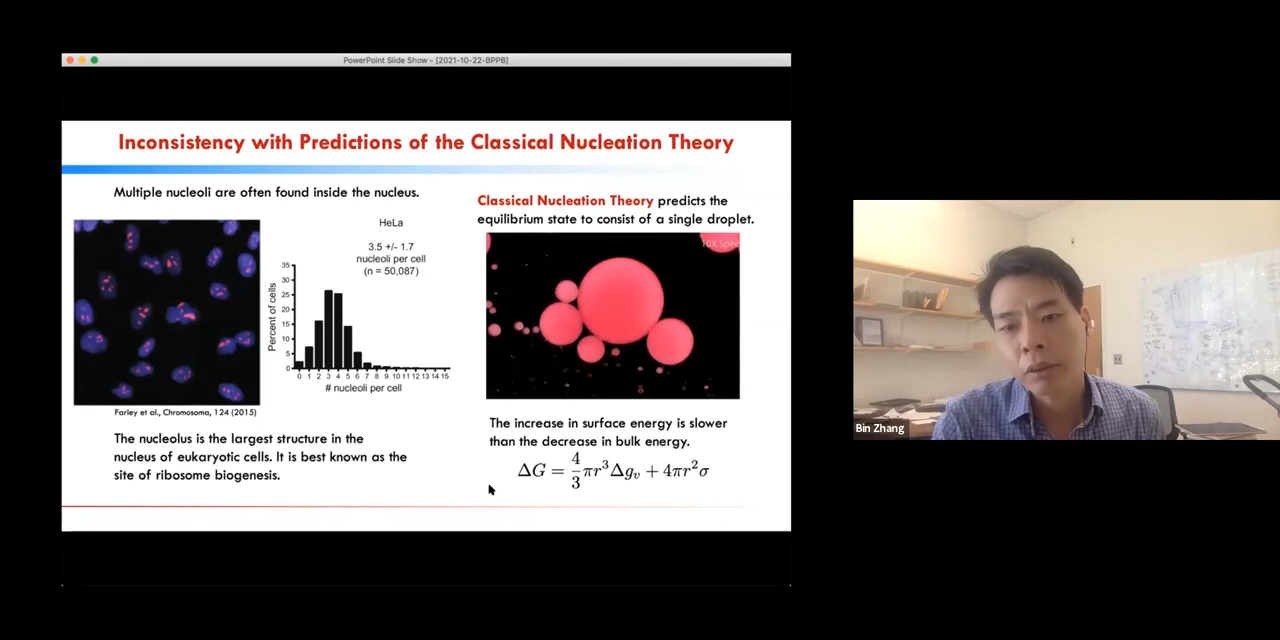 PowerPoint Slide Show - [2021-10-22-BPPB]
Inconsistency with Predictions of the Classical Nucleation Theory
Multiple nucleoli are often found inside the nucleus.
HeLa
3.5 +/- 1.7
nucleoli per cell
(n = 50,087)
35
30
25
20
15
10
5
0
Percent of cells
0 1 2 3 4 5 6 7 8 9 10 11 12 13 14 15
# nucleoli per cell
Farley et al., Chromosoma, 124 (2015)
The nucleolus is the largest structure in the
nucleus of eukaryotic cells. It is best known as the
site of ribosome biogenesis.
Classical Nucleation Theory predicts the
equilibrium state to consist of a single droplet.
10X Spee
The increase in surface energy is slower
than the decrease in bulk energy.
ΔG = 4/3 πr³Δgᵥ + 4πr²σ
Bin Zhang